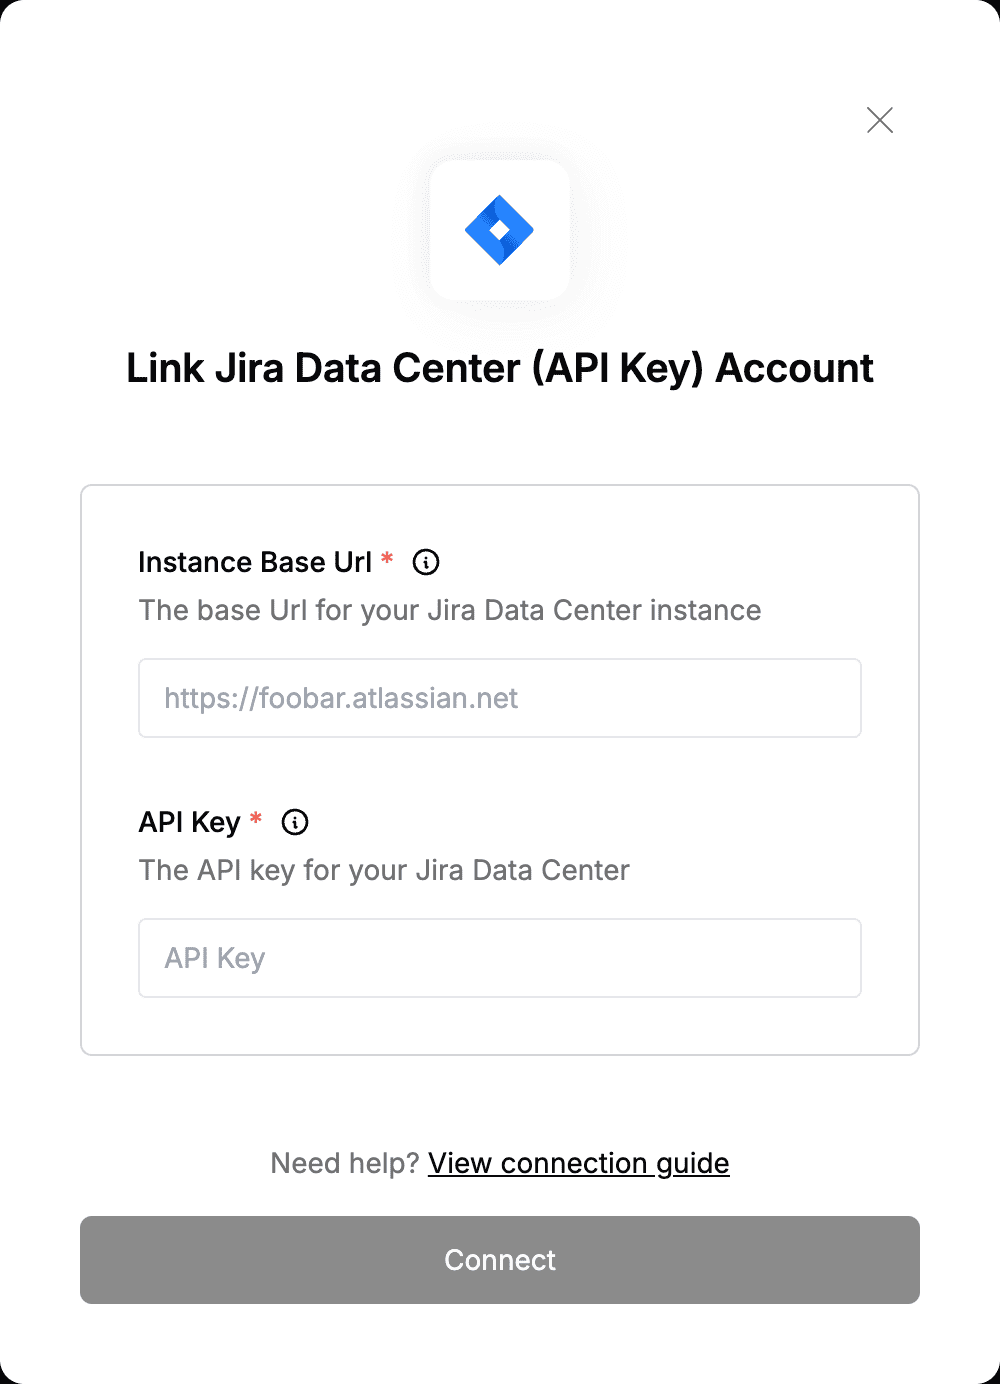 Link Jira Data Center (API Key) Account
Instance Base Url *
The base Url for your Jira Data Center instance
https://foobar.atlassian.net
API Key *
The API key for your Jira Data Center
API Key
Need help? View connection guide
Connect